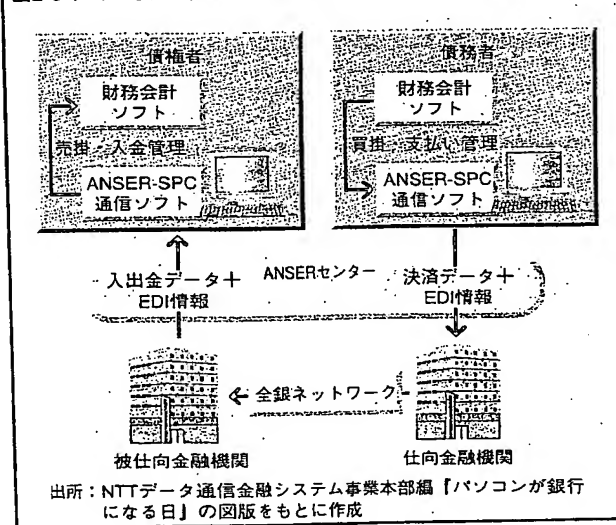 債権者
財務会計
ソフト
売掛・入金管理
ANSER-SPC
通信ソフト
債務者
財務会計
ソフト
買掛・支払い管理
ANSER-SPC
通信ソフト
入出金データ+
EDI情報
ANSERセンター
決済データ+
EDI情報
全銀ネットワーク
被仕向金融機関
仕向金融機関
出所：NTTデータ通信金融システム事業本部編『パソコンが銀行
になる日』の図版をもとに作成